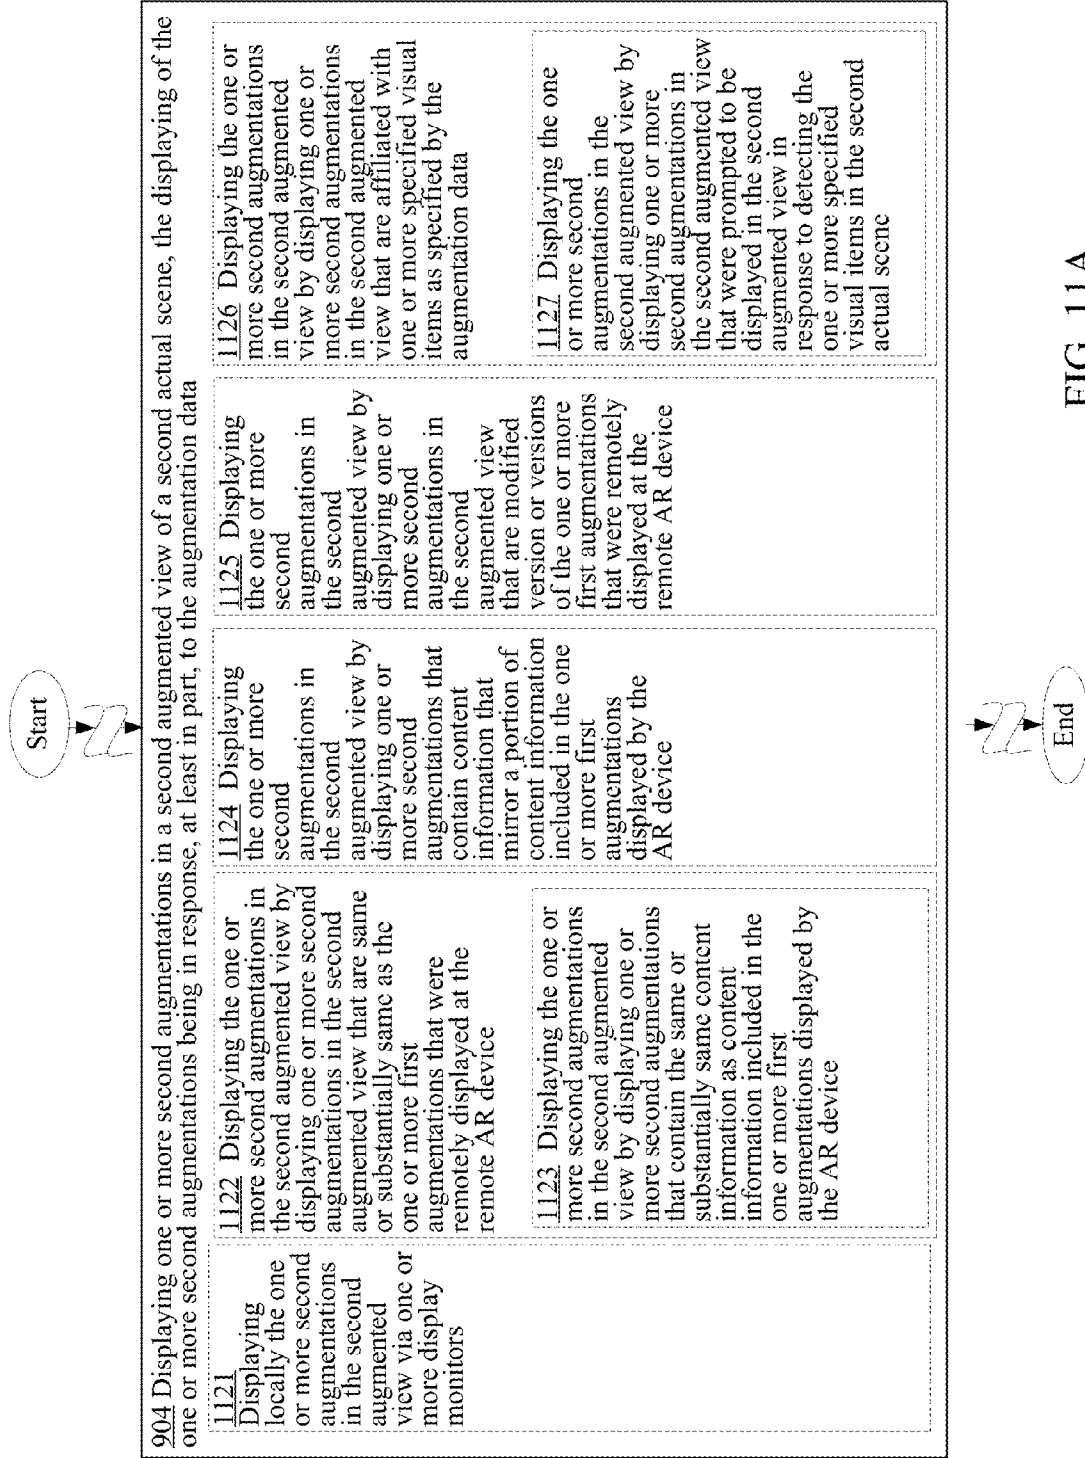 Start
904 Displaying one or more second augmentations in a second augmented view of a second actual scene, the displaying of the
one or more second augmentations being in response, at least in part, to the augmentation data
1121
Displaying
locally the one
or more second
augmentations
in the second
augmented
view via one or
more display
monitors
1122 Displaying the one or
more second augmentations in
the second augmented view by
displaying one or more second
augmentations in the second
augmented view that are same
or substantially same as the
one or more first
augmentations that were
remotely displayed at the
remote AR device
1123 Displaying the one or
more second augmentations
in the second augmented
view by displaying one or
more second augmentations
that contain the same or
substantially same content
information as content
information included in the
one or more first
augmentations displayed by
the AR device
1124 Displaying
the one or more
second
augmentations in
the second
augmented view by
displaying one or
more second
augmentations that
contain content
information that
mirror a portion of
content information
included in the one
or more first
augmentations
displayed by the
AR device
1125 Displaying
the one or more
second
augmentations in
the second
augmented view by
displaying one or
more second
augmentations in
the second
augmented view
that are modified
version or versions
of the one or more
first augmentations
that were remotely
displayed at the
remote AR device
1126 Displaying the one or
more second augmentations
in the second augmented
view by displaying one or
more second augmentations
in the second augmented
view that are affiliated with
one or more specified visual
items as specified by the
augmentation data
1127 Displaying the one
or more second
augmentations in the
second augmented view by
displaying one or more
second augmentations in
the second augmented view
that were prompted to be
displayed in the second
augmented view in
response to detecting the
one or more specified
visual items in the second
actual scene
End
FIG. 11A